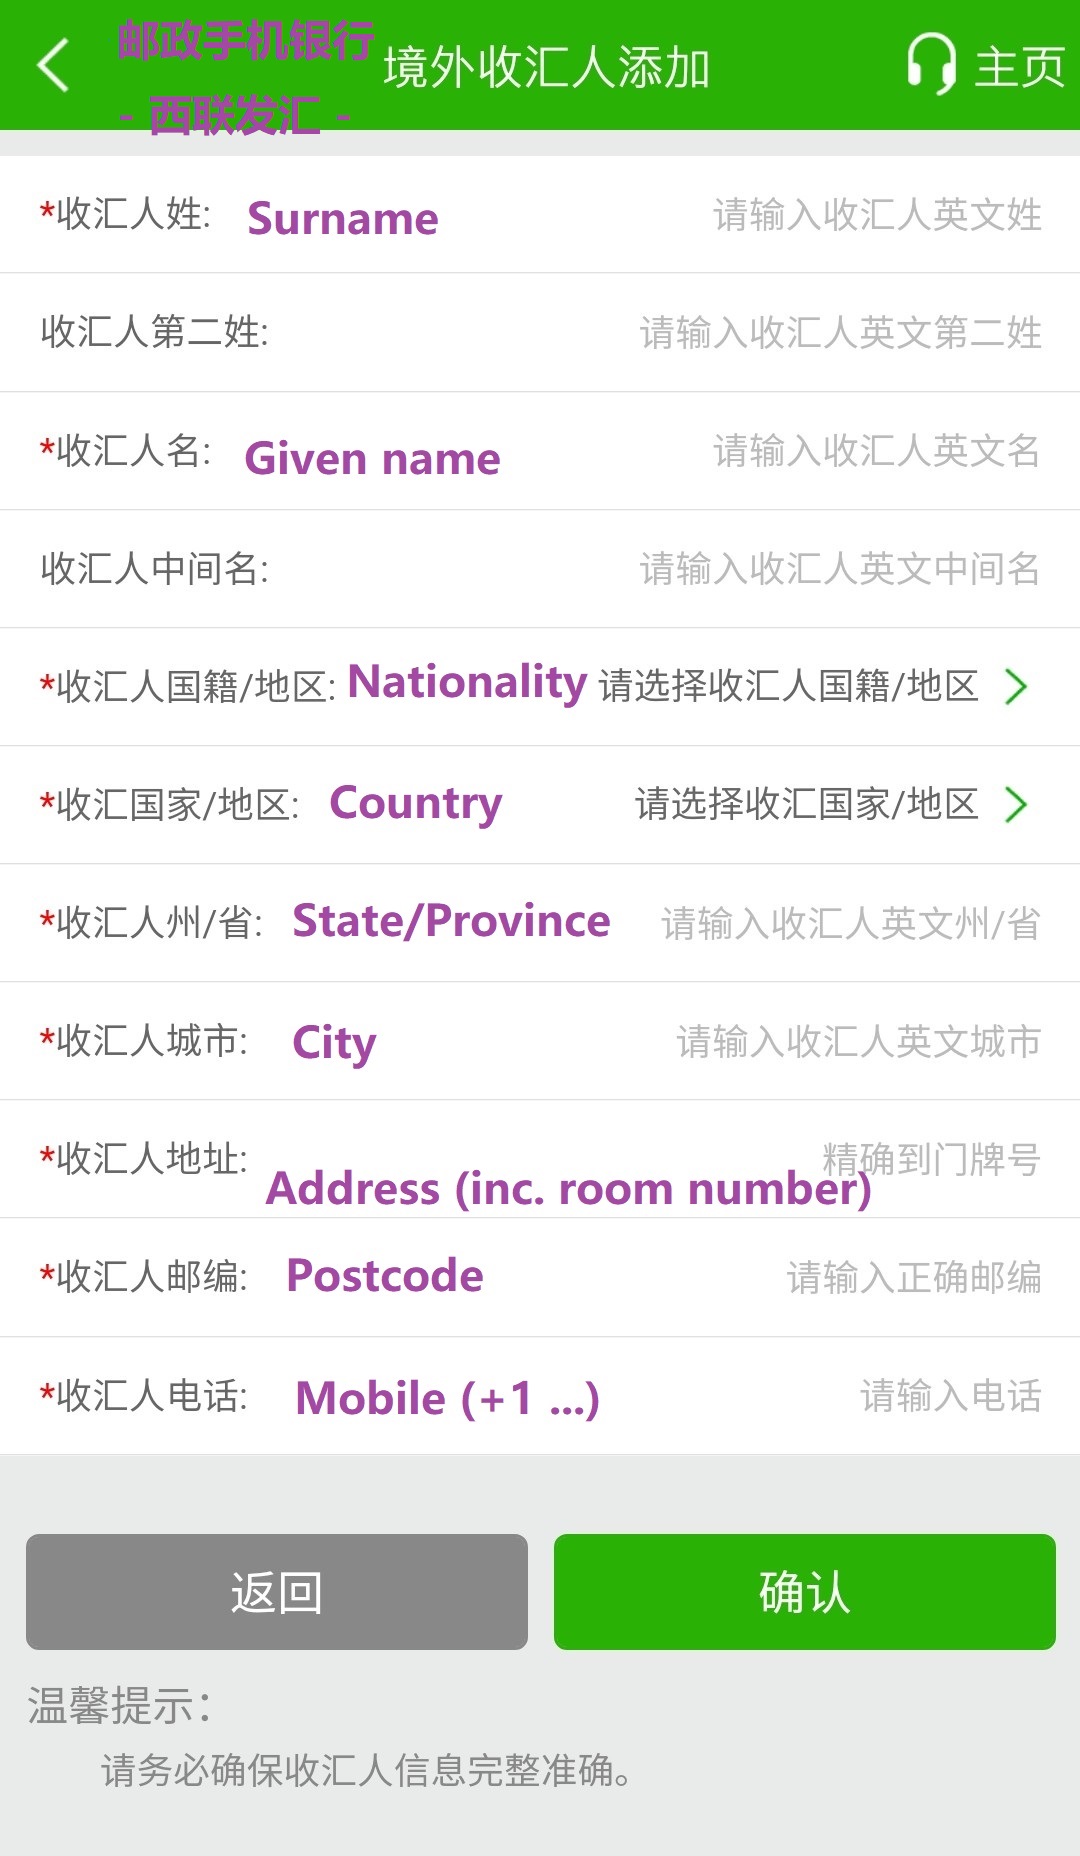 邮政手机银行
- 西联发汇 -
境外收汇人添加
主页
*收汇人姓: Surname 请输入收汇人英文姓
收汇人第二姓: 请输入收汇人英文第二姓
*收汇人名: Given name 请输入收汇人英文名
收汇人中间名: 请输入收汇人英文中间名
*收汇人国籍/地区: Nationality 请选择收汇人国籍/地区
*收汇国家/地区: Country 请选择收汇国家/地区
*收汇人州/省: State/Province 请输入收汇人英文州/省
*收汇人城市: City 请输入收汇人英文城市
*收汇人地址: 精确到门牌号
Address (inc. room number)
*收汇人邮编: Postcode 请输入正确邮编
*收汇人电话: Mobile (+1 ...) 请输入电话
返回 确认
温馨提示：
请务必确保收汇人信息完整准确。